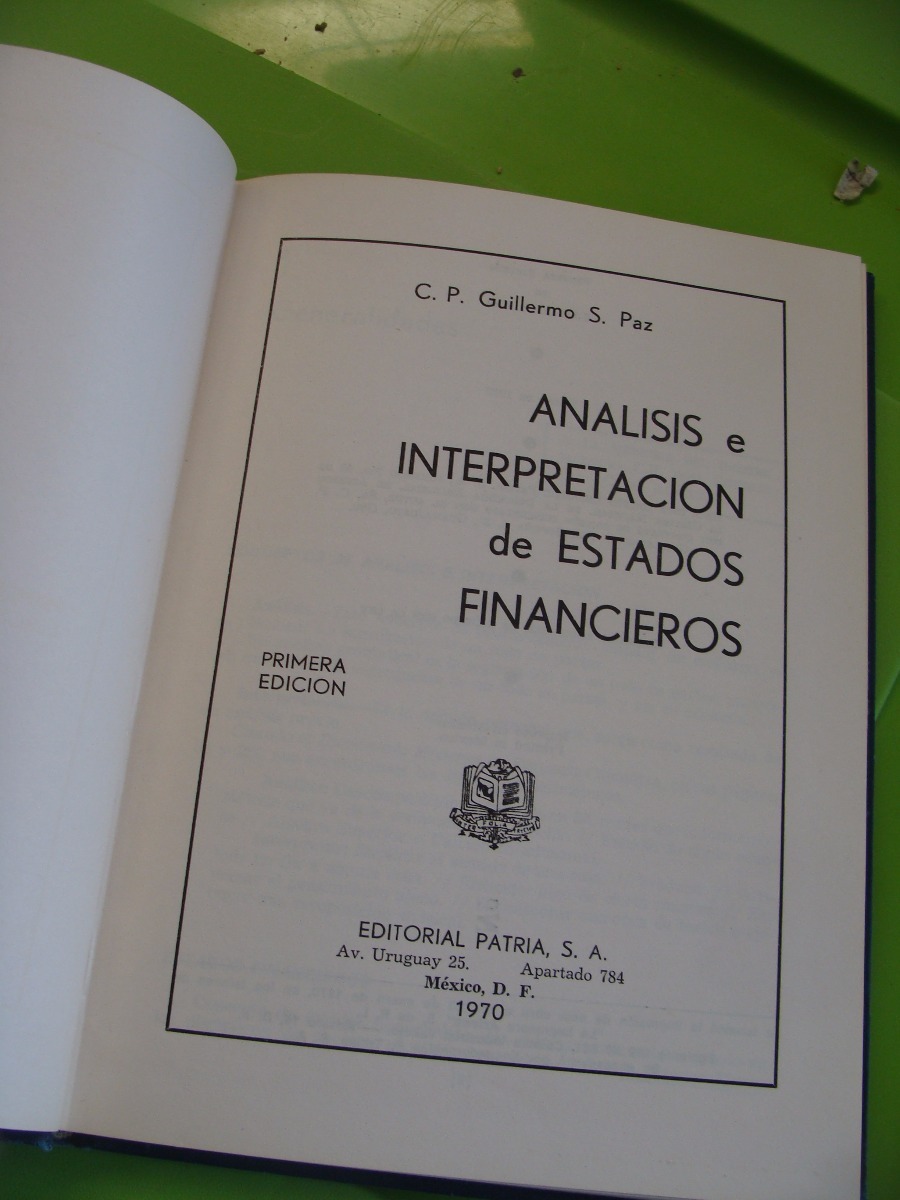 C. P. Guillermo S. Paz
ANALISIS e
INTERPRETACION
de ESTADOS
FINANCIEROS
PRIMERA
EDICION
EDITORIAL PATRIA, S. A.
Av. Uruguay 25. Apartado 784
México, D. F.
1970